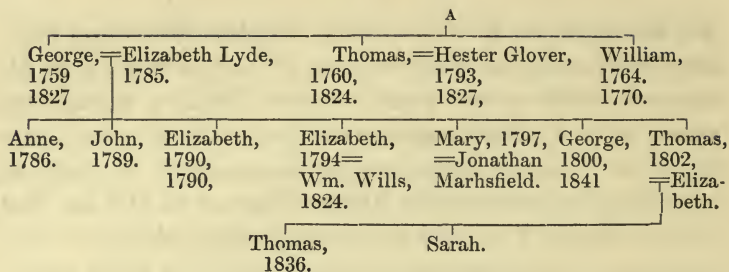 A
George,=Elizabeth Lyde, Thomas,=Hester Glover, William,
1759 1785. 1760, 1793, 1764.
1827 1824. 1827, 1770.
Anne, John, Elizabeth, Elizabeth, Mary, 1797, George, Thomas,
1786. 1789. 1790, 1794= =Jonathan 1800, 1802,
1790, Wm. Wills, Marhsfield. 1841 =Eliza-
1824. beth.
Thomas, Sarah.
1836.